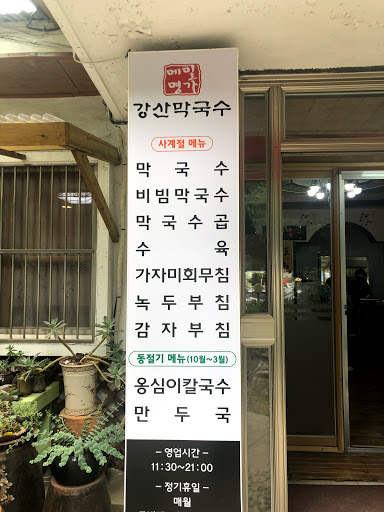 메밀
명가
강산막국수
사계절 메뉴
막국수
비빔막국수
막국수곱
수육
가자미회무침
녹두부침
감자부침
동절기 메뉴(10월~3월)
옹심이칼국수
만두국
– 영업시간 –
11:30~21:00
– 정기휴일 –
매월